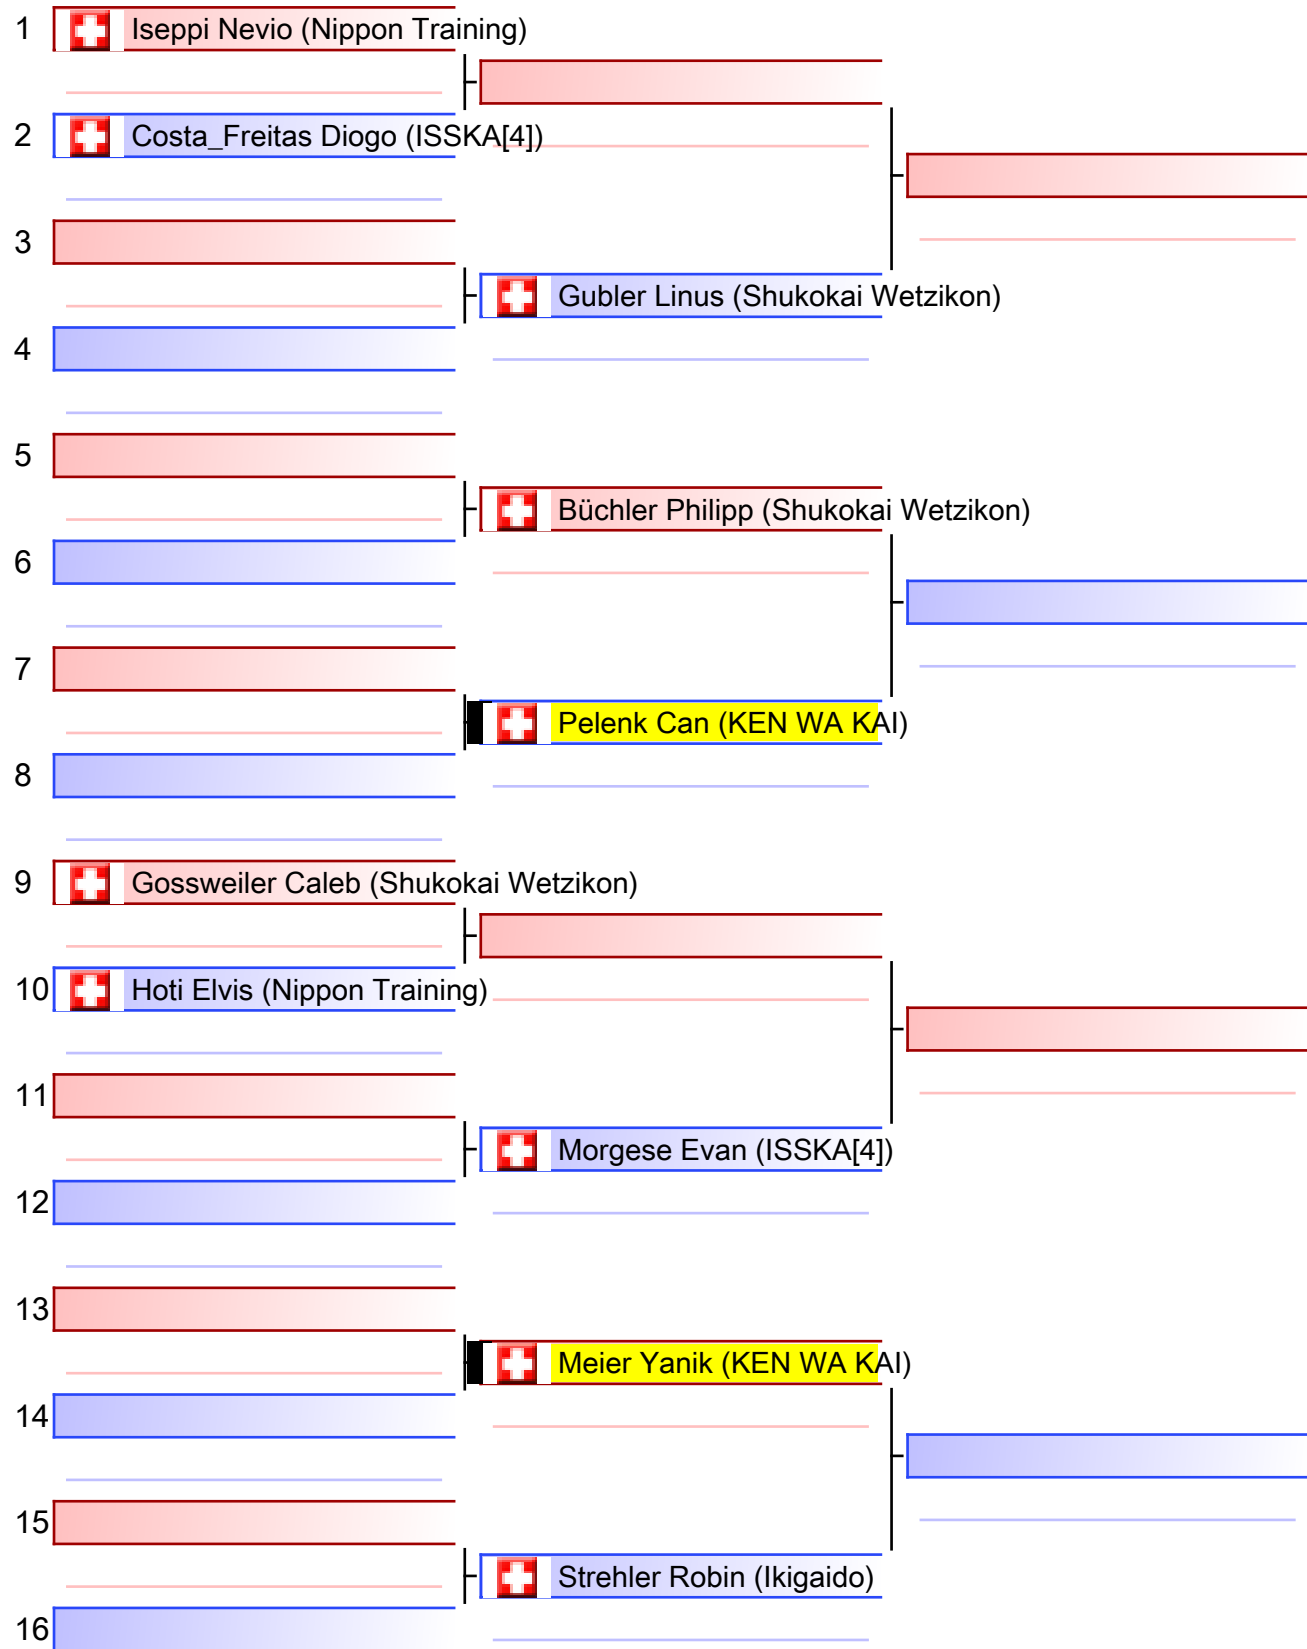 1 Iseppi Nevio (Nippon Training)
2 Costa_Freitas Diogo (ISSKA[4])
3
Gubler Linus (Shukokai Wetzikon)
4
5
Büchler Philipp (Shukokai Wetzikon)
6
7
Pelenk Can (KEN WA KAI)
8
9 Gossweiler Caleb (Shukokai Wetzikon)
10 Hoti Elvis (Nippon Training)
11
Morgese Evan (ISSKA[4])
12
13
Meier Yanik (KEN WA KAI)
14
15
Strehler Robin (Ikigaido)
16